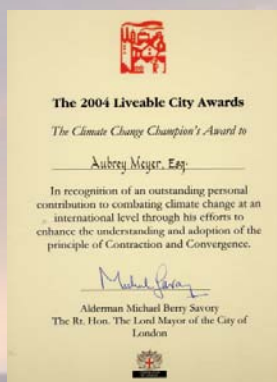 The 2004 Liveable City Awards
The Climate Change Champion's Award to
Aubrey Meyer, Esq.
In recognition of an outstanding personal
contribution to combating climate change at an
international level through his efforts to
enhance the understanding and adoption of the
principle of Contraction and Convergence.
Michael Savory
Alderman Michael Berry Savory
The Rt. Hon. The Lord Mayor of the City of
London